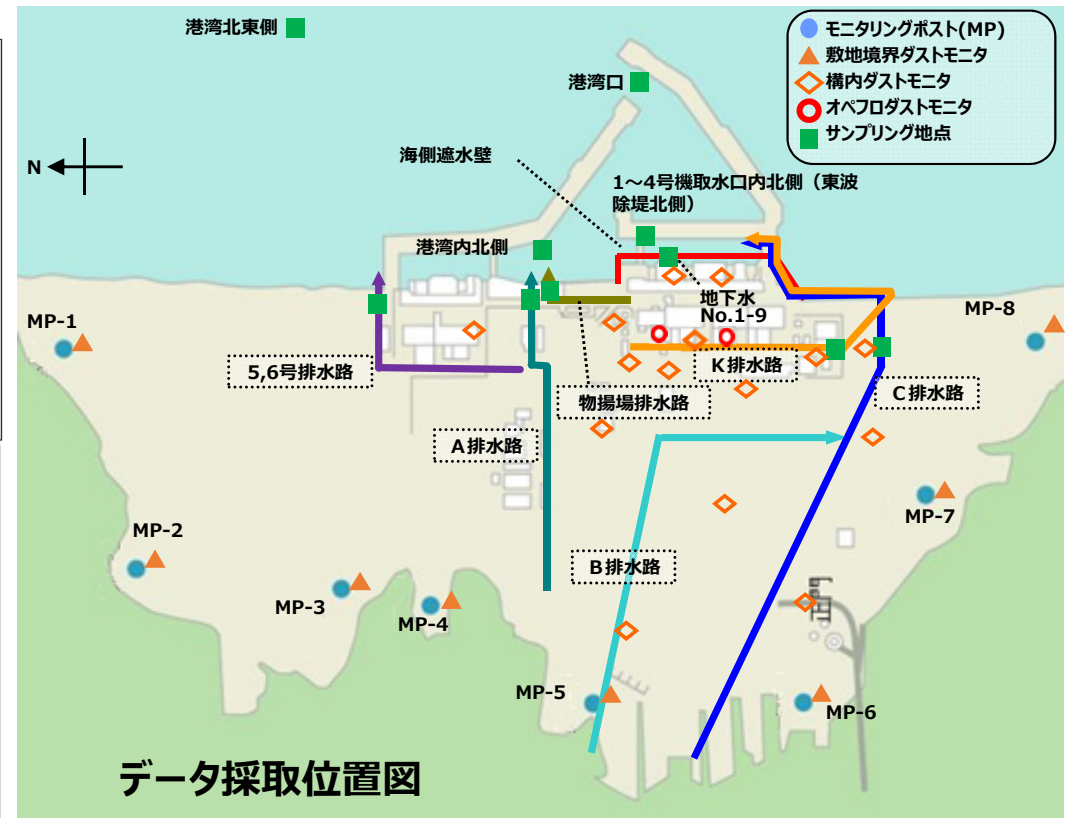 港湾北東側
モニタリングポスト(MP)
敷地境界ダストモニタ
構内ダストモニタ
オペフロダストモニタ
サンプリング地点
港湾口
N
海側遮水壁
1～4号機取水口内北側（東波
除堤北側）
港湾内北側
地下水
No.1-9
MP-1
MP-8
5,6号排水路
K排水路
物揚場排水路
C排水路
A排水路
MP-7
MP-2
B排水路
MP-3
MP-4
正門
MP-5
MP-6
データ採取位置図